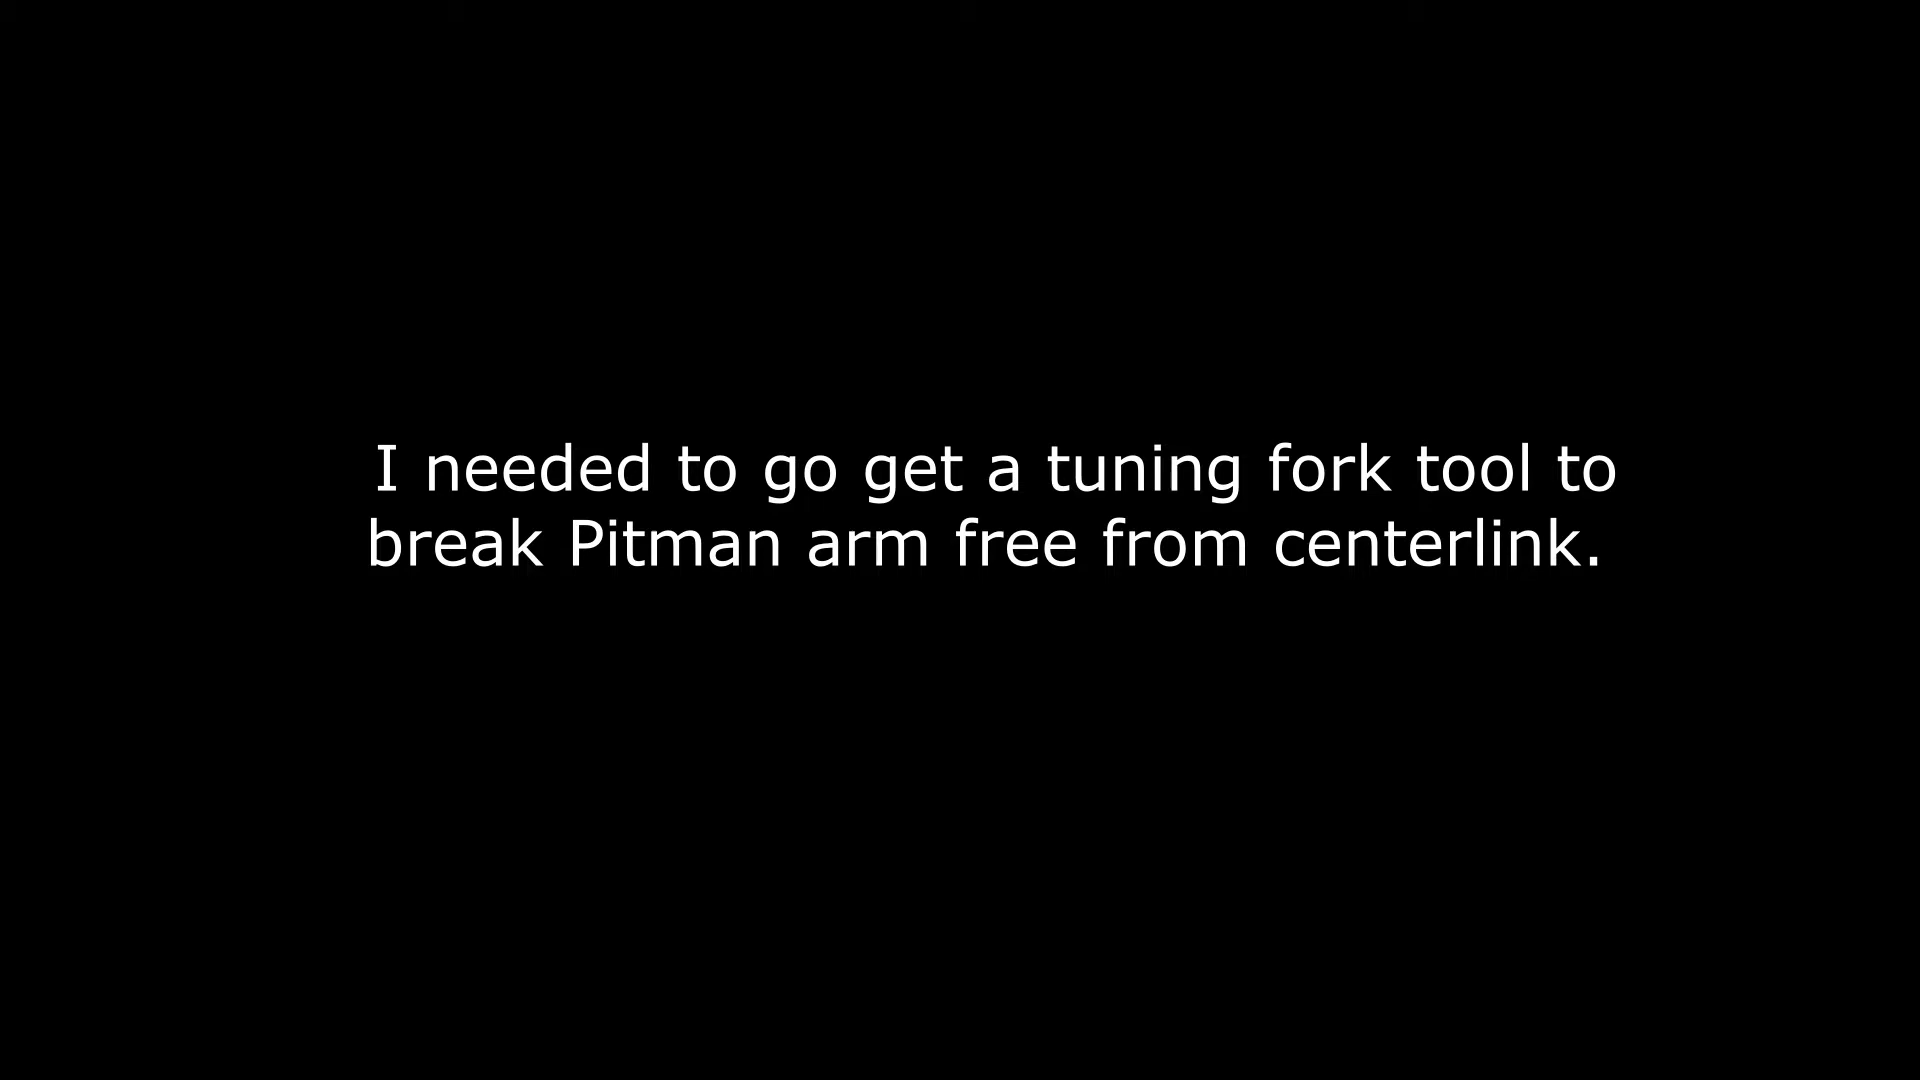 I needed to go get a tuning fork tool to
break Pitman arm free from centerlink.